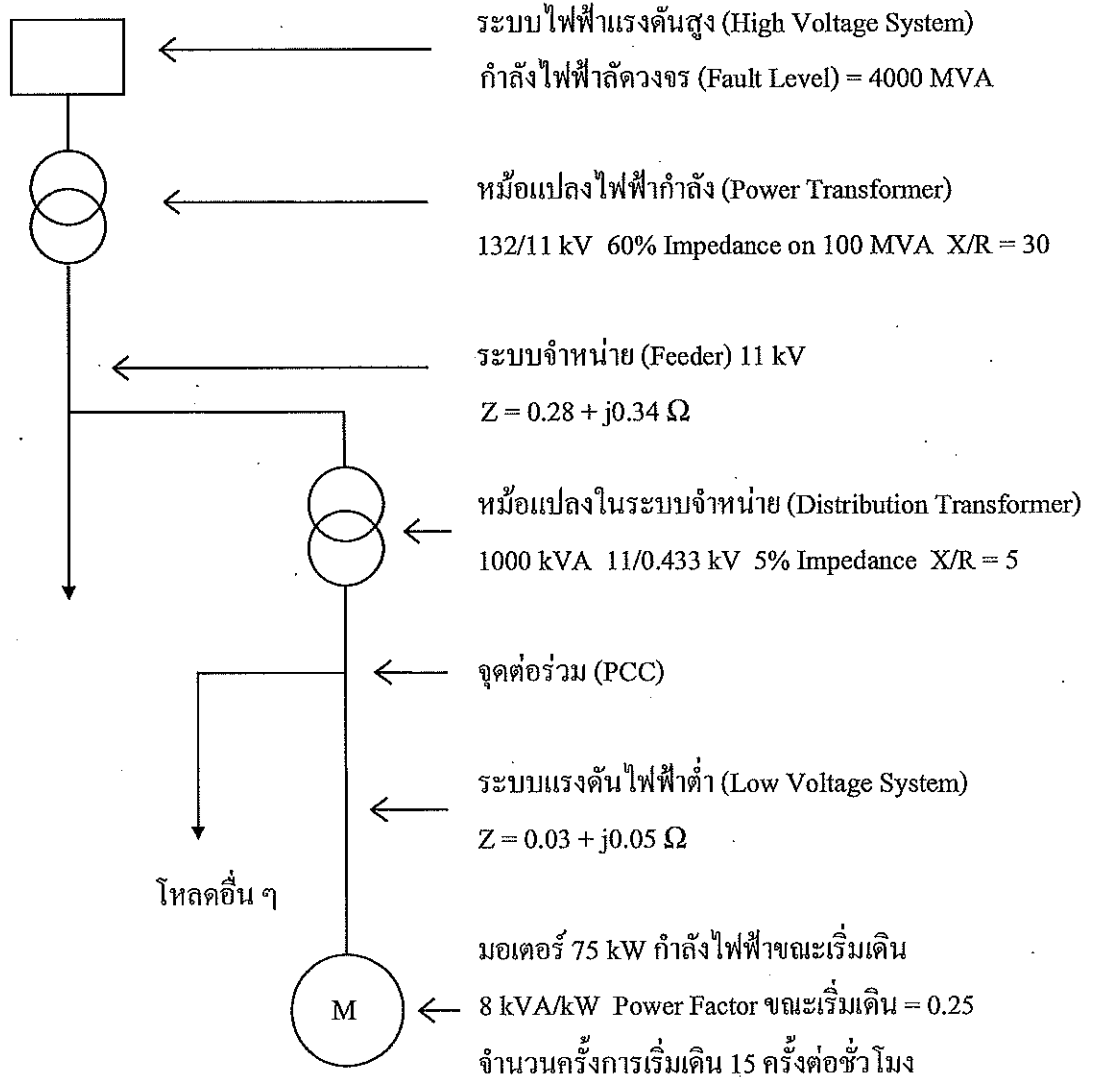 ระบบไฟฟ้าแรงดันสูง (High Voltage System)
กำลังไฟฟ้าลัดวงจร (Fault Level) = 4000 MVA
หม้อแปลงไฟฟ้ากำลัง (Power Transformer)
132/11 kV 60% Impedance on 100 MVA X/R = 30
ระบบจำหน่าย (Feeder) 11 kV
Z = 0.28 + j0.34 Ω
หม้อแปลงในระบบจำหน่าย (Distribution Transformer)
1000 kVA 11/0.433 kV 5% Impedance X/R = 5
จุดต่อร่วม (PCC)
ระบบแรงดันไฟฟ้าต่ำ (Low Voltage System)
Z = 0.03 + j0.05 Ω
โหลดอื่น ๆ
มอเตอร์ 75 kW กำลังไฟฟ้าขณะเริ่มเดิน
M
8 kVA/kW Power Factor ขณะเริ่มเดิน = 0.25
จำนวนครั้งการเริ่มเดิน 15 ครั้งต่อชั่วโมง